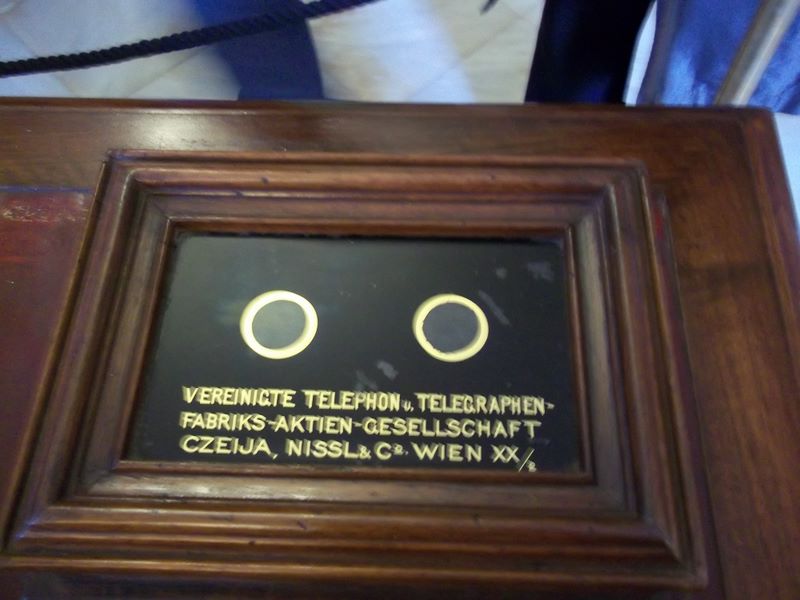 VEREINIGTE TELEPHON u. TELEGRAPHEN-
FABRIKS-AKTIEN-GESELLSCHAFT
CZEIJA, NISSL & Co. WIEN XX/2